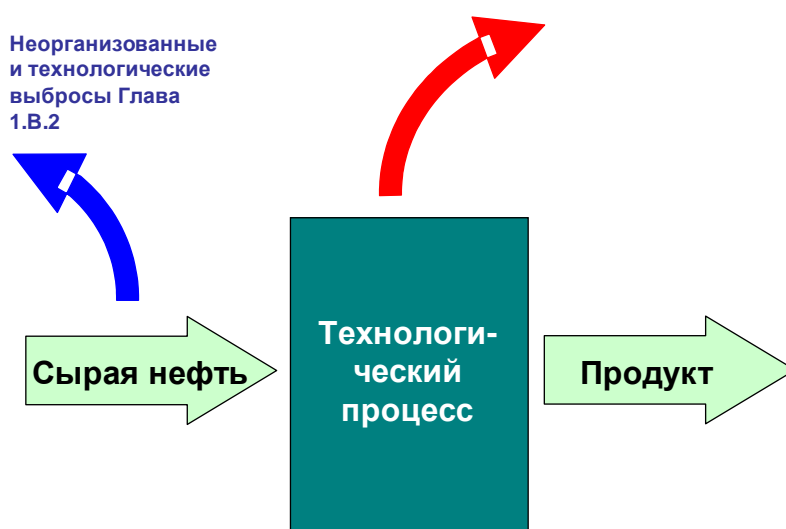 Неорганизованные
и технологические
выбросы Глава
1.B.2
Сырая нефть
Технологи-
ческий
процесс
Продукт